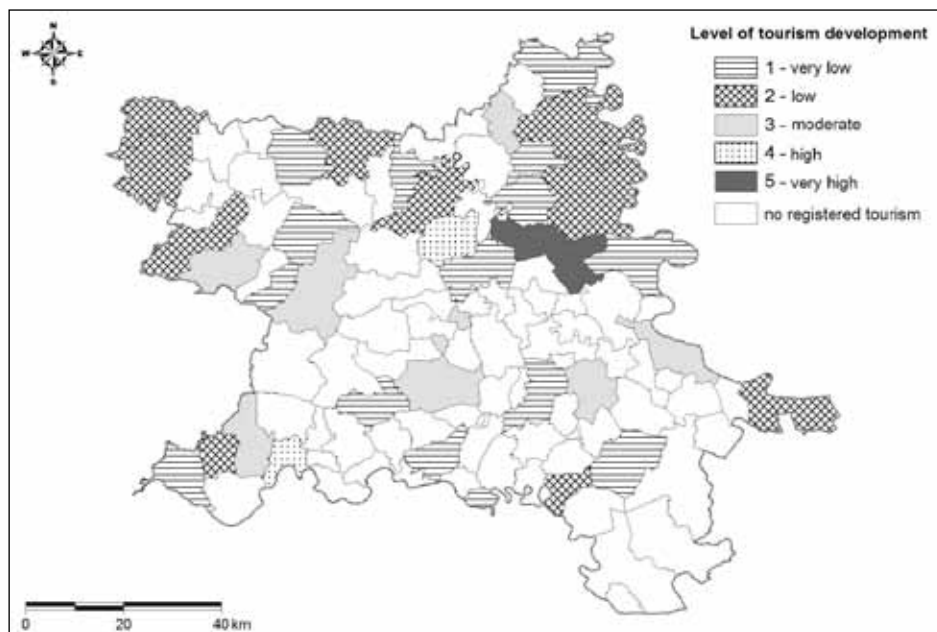 N
W E
S
Level of tourism development
1 - very low
2 - low
3 - moderate
4 - high
5 - very high
no registered tourism
0 20 40 km